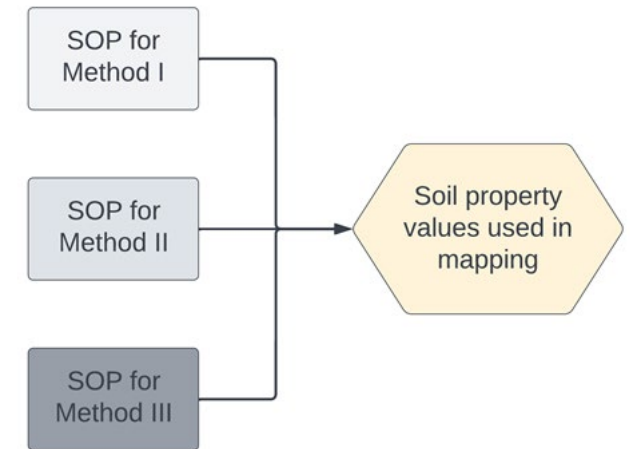 SOP for
Method I
SOP for
Method II
Soil property
values used in
mapping
SOP for
Method III